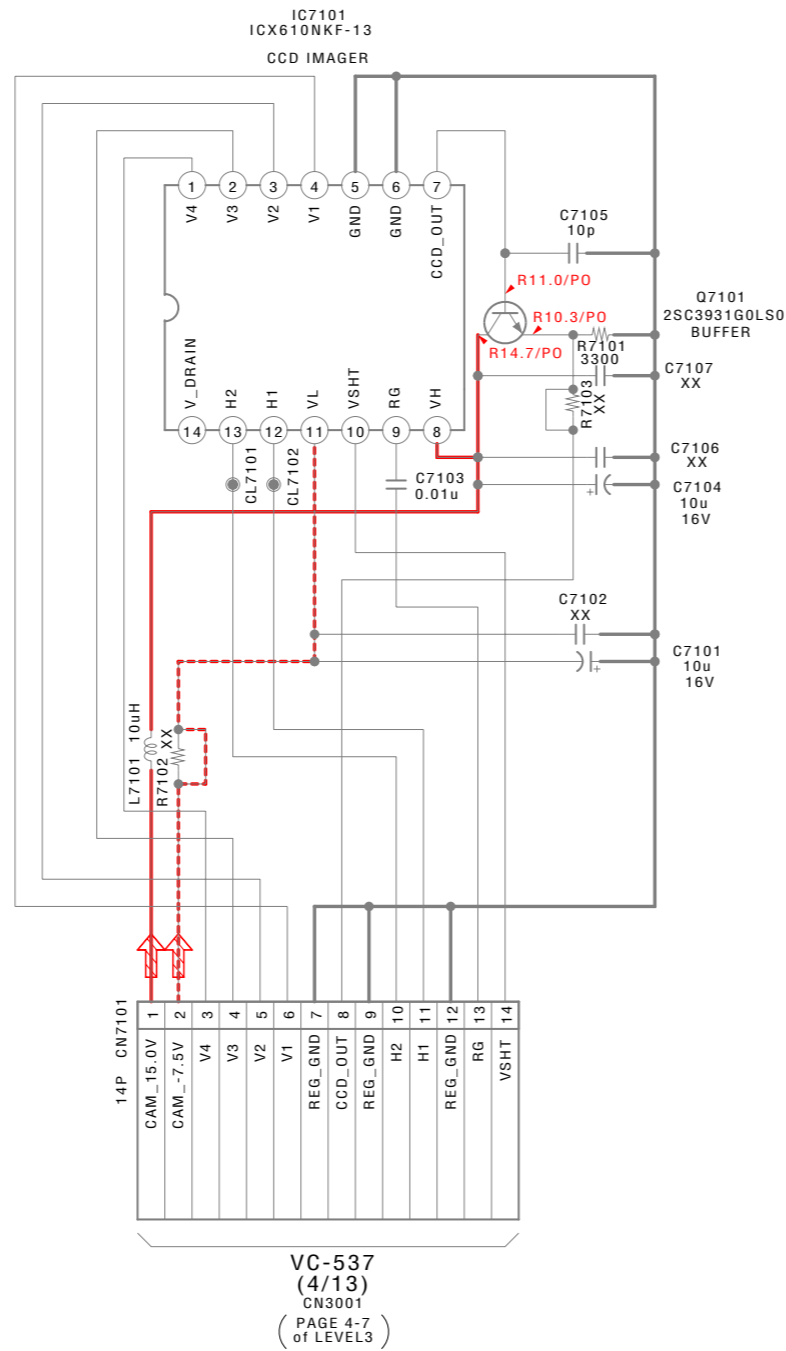 IC7101
ICX610NKF-13
CCD IMAGER
1 2 3 4 5 6 7
V4 V3 V2 V1 GND GND CCD_OUT
C7105
10p
R11.0/PO
Q7101
2SC3931G0LS0
BUFFER
R10.3/PO
R14.7/PO
R7101
3300
C7107
XX
R7103
XX
V_DRAIN H2 H1 VL VSHT RG VH
14 13 12 11 10 9 8
CL7101
CL7102
C7103
0.01u
C7106
XX
+
C7104
10u
16V
C7102
XX
+
C7101
10u
16V
L7101 10uH
R7102 XX
14P CN7101
1 2 3 4 5 6 7 8 9 10 11 12 13 14
CAM_15.0V
CAM_-7.5V
V4
V3
V2
V1
REG_GND
CCD_OUT
REG_GND
H2
H1
REG_GND
RG
VSHT
VC-537
(4/13)
CN3001
( PAGE 4-7
of LEVEL3 )